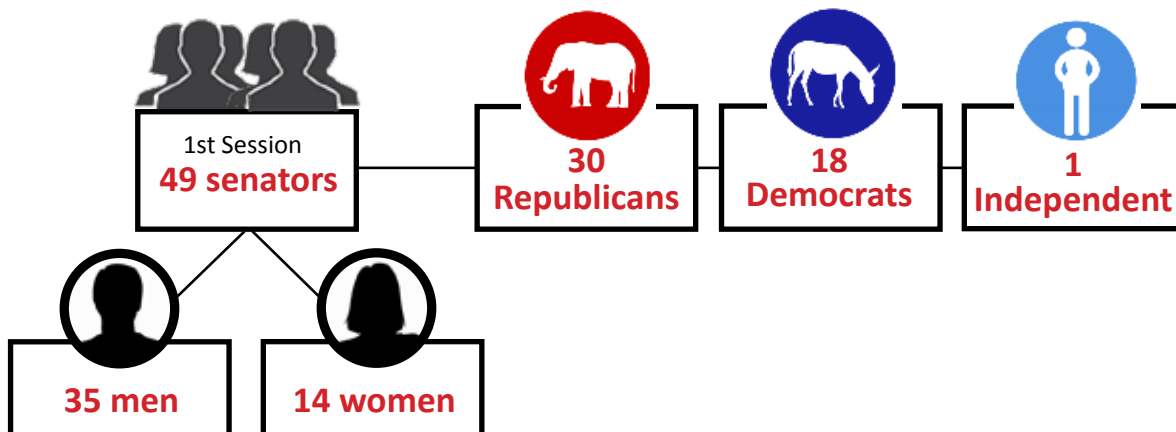 1st Session
49 senators
30
Republicans
18
Democrats
1
Independent
35 men
14 women